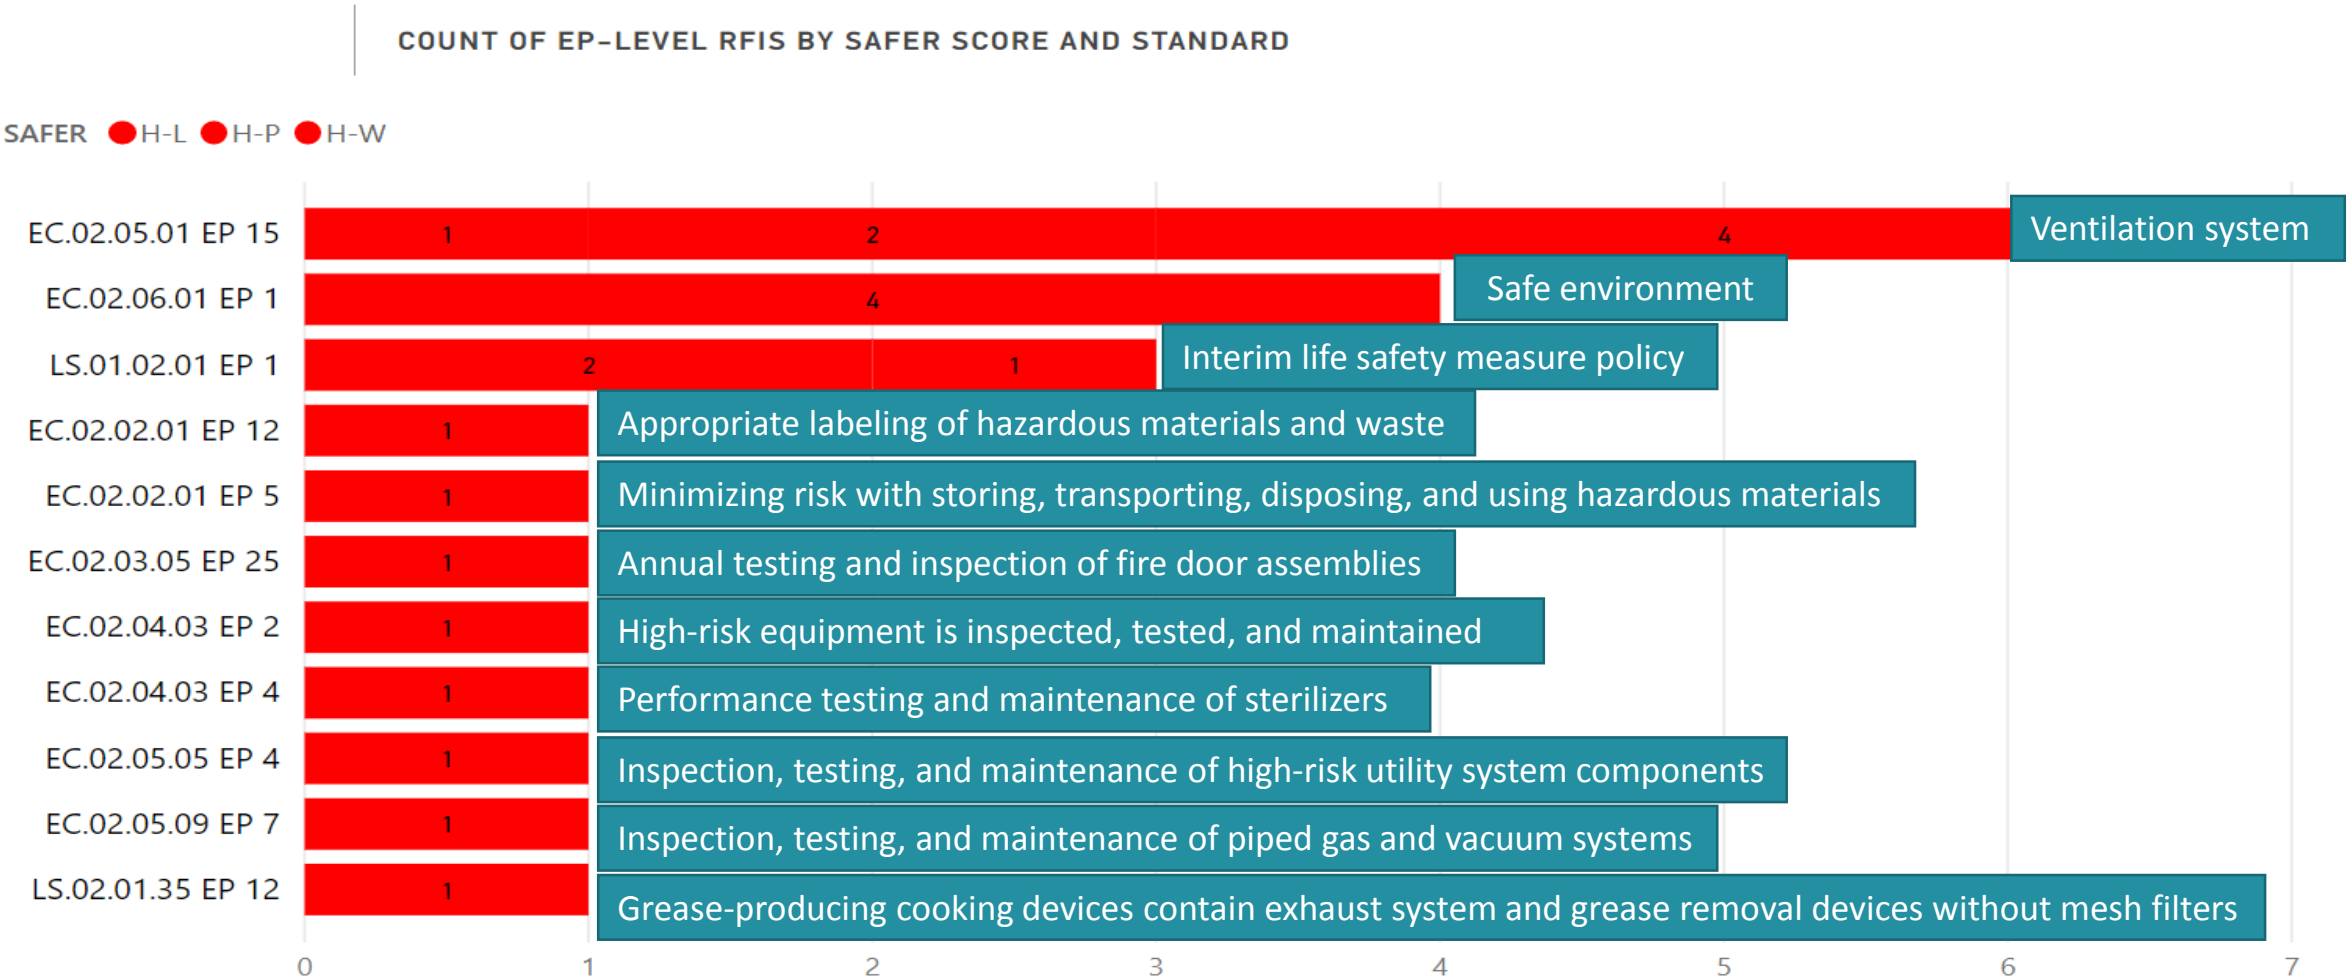 COUNT OF EP-LEVEL RFIS BY SAFER SCORE AND STANDARD
SAFER H-L H-P H-W
EC.02.05.01 EP 15 1 2 4 Ventilation system
EC.02.06.01 EP 1 4 Safe environment
LS.01.02.01 EP 1 2 1 Interim life safety measure policy
EC.02.02.01 EP 12 1 Appropriate labeling of hazardous materials and waste
EC.02.02.01 EP 5 1 Minimizing risk with storing, transporting, disposing, and using hazardous materials
EC.02.03.05 EP 25 1 Annual testing and inspection of fire door assemblies
EC.02.04.03 EP 2 1 High-risk equipment is inspected, tested, and maintained
EC.02.04.03 EP 4 1 Performance testing and maintenance of sterilizers
EC.02.05.05 EP 4 1 Inspection, testing, and maintenance of high-risk utility system components
EC.02.05.09 EP 7 1 Inspection, testing, and maintenance of piped gas and vacuum systems
LS.02.01.35 EP 12 1 Grease-producing cooking devices contain exhaust system and grease removal devices without mesh filters
0 1 2 3 4 5 6 7